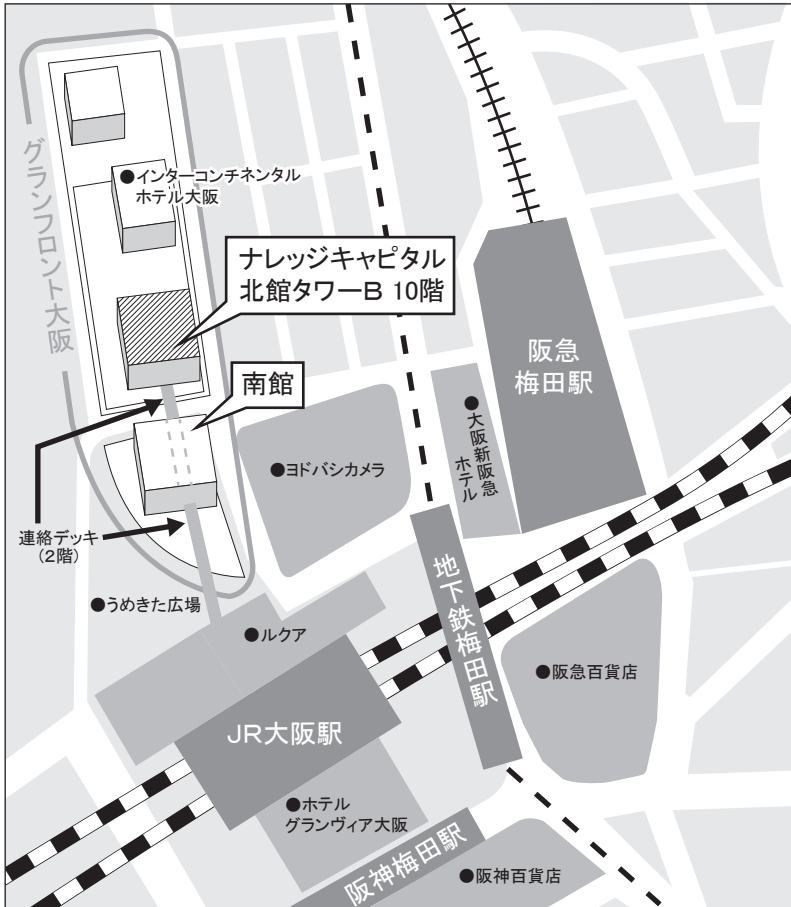 グランフロント大阪
●インターコンチネンタル
ホテル大阪
ナレッジキャピタル
北館タワーB 10階
南館
連絡デッキ
(2階)
●うめきた広場
●ヨドバシカメラ
●大阪新阪急
ホテル
阪急
梅田駅
●ルクア
地下鉄梅田駅
JR大阪駅
●阪急百貨店
●ホテル
グランヴィア大阪
阪神梅田駅
●阪神百貨店